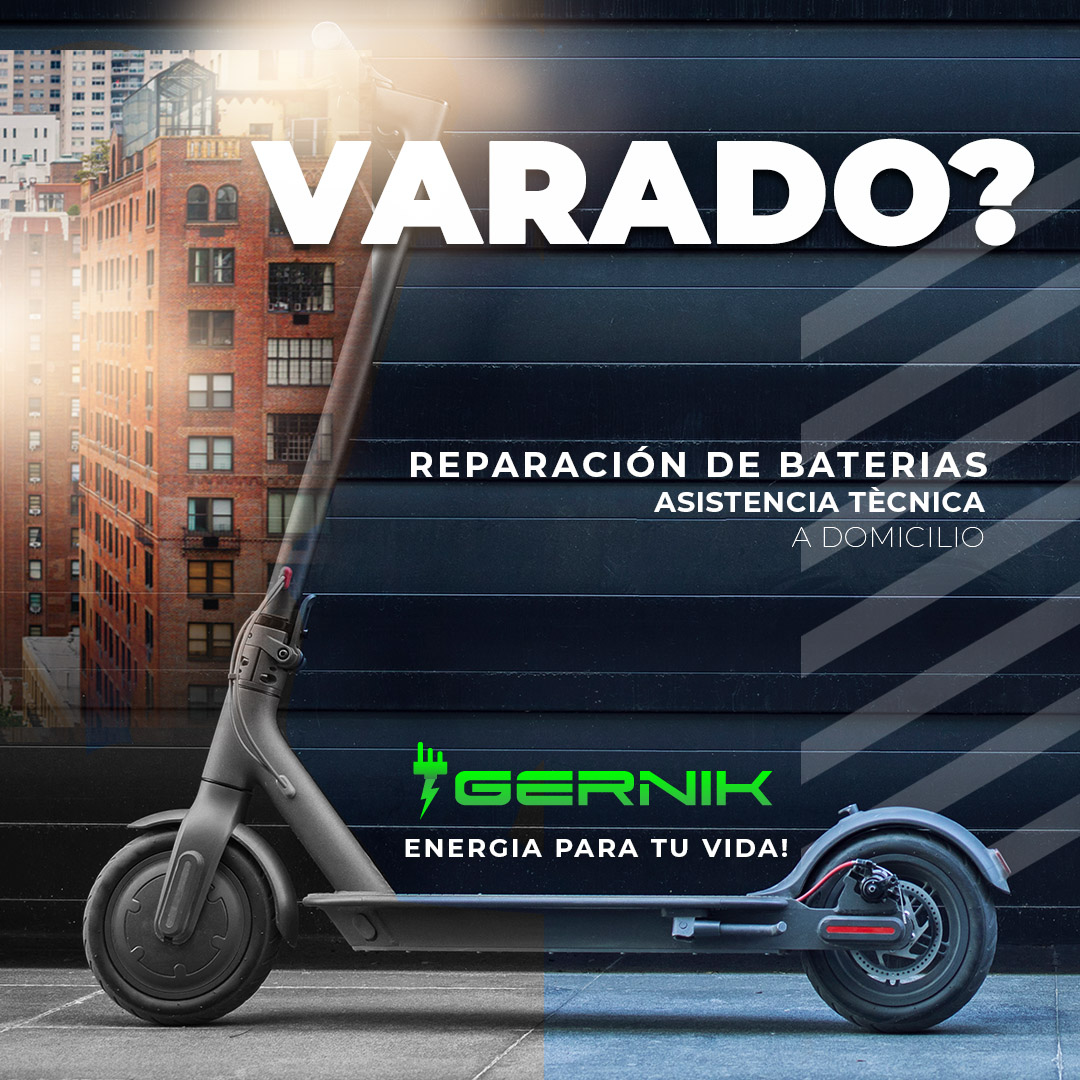 VARADO?
REPARACIÓN DE BATERIAS
ASISTENCIA TÈCNICA
A DOMICILIO
GERNIK
ENERGIA PARA TU VIDA!